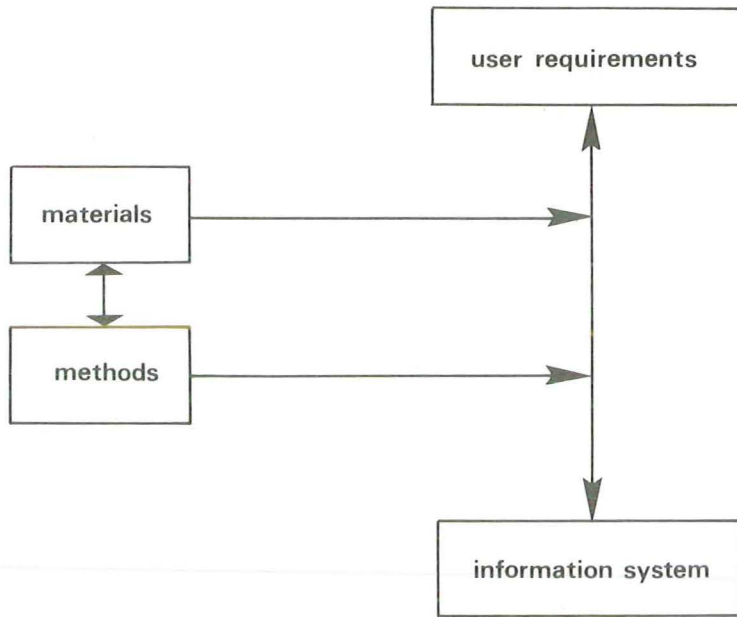 user requirements
materials
methods
information system